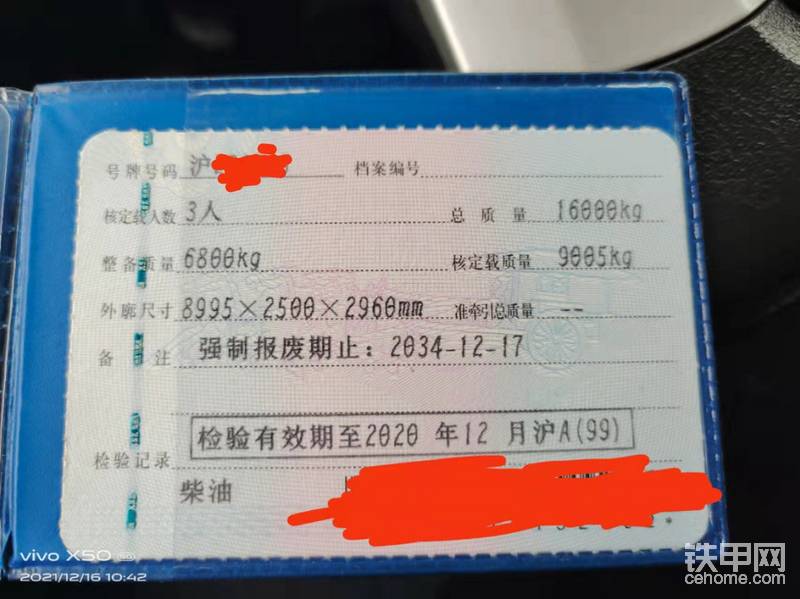 号牌号码 沪 档案编号
核定载人数 3人 总质量 16000kg
整备质量 6800kg 核定载质量 9005kg
外廓尺寸 8995×2500×2960mm 准牵引总质量 --
备注 强制报废期止：2034-12-17
检验有效期至2020 年12 月沪A(99)
检验记录
柴油
vivo X50
2021/12/16 10:42
铁甲网
cehome.com